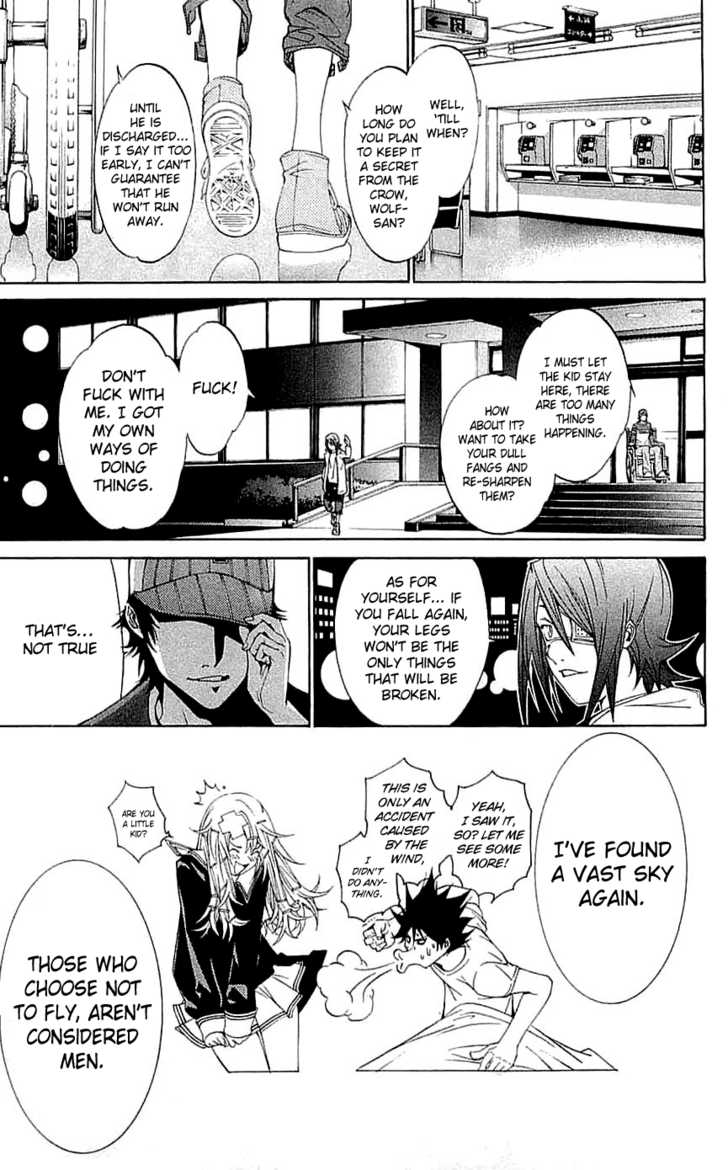 WELL,
'TILL
WHEN?
HOW
LONG DO
YOU PLAN
TO KEEP IT
A SECRET
FROM THE
CROW,
WOLF-
SAN?
UNTIL
HE IS
DISCHARGED...
IF I SAY IT TOO
EARLY, I CAN'T
GUARANTEE
THAT HE
WON'T RUN
AWAY.
I MUST LET
THE KID STAY
HERE, THERE
ARE TOO MANY
THINGS
HAPPENING.
HOW
ABOUT IT?
WANT TO TAKE
YOUR DULL
FANGS AND
RE-SHARPEN
THEM?
FUCK!
DON'T
FUCK WITH
ME. I GOT
MY OWN
WAYS OF
DOING
THINGS.
AS FOR
YOURSELF... IF
YOU FALL AGAIN,
YOUR LEGS
WON'T BE THE
ONLY THINGS
THAT WILL BE
BROKEN.
THAT'S...
NOT TRUE
I'VE FOUND
A VAST SKY
AGAIN.
YEAH,
I SAW IT,
SO? LET ME
SEE SOME
MORE!
THIS IS
ONLY AN
ACCIDENT
CAUSED
BY THE
WIND,
I
DIDN'T
DO ANY-
THING.
ARE YOU
A LITTLE
KID?
THOSE WHO
CHOOSE NOT
TO FLY, AREN'T
CONSIDERED
MEN.